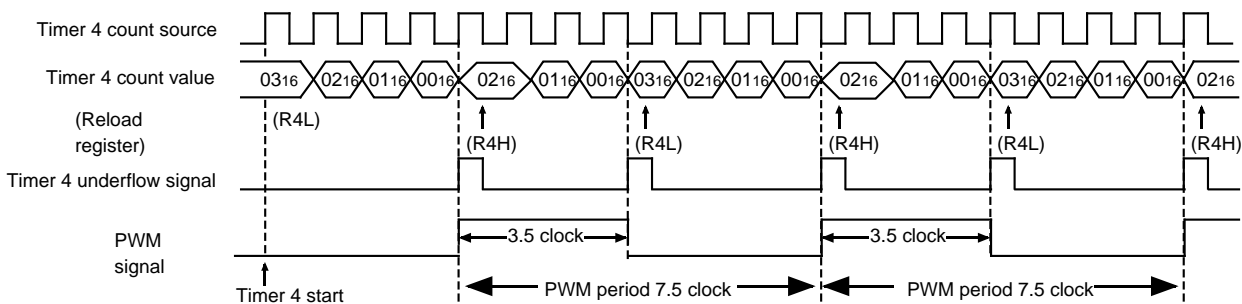 Timer 4 count source
Timer 4 count value
0316 0216 0116 0016 0216 0116 0016 0316 0216 0116 0016 0216 0116 0016 0316 0216 0116 0016 0216
(Reload
register)
(R4L)
(R4H) (R4L) (R4H) (R4L) (R4H)
Timer 4 underflow signal
PWM
signal
3.5 clock 3.5 clock
Timer 4 start
PWM period 7.5 clock PWM period 7.5 clock